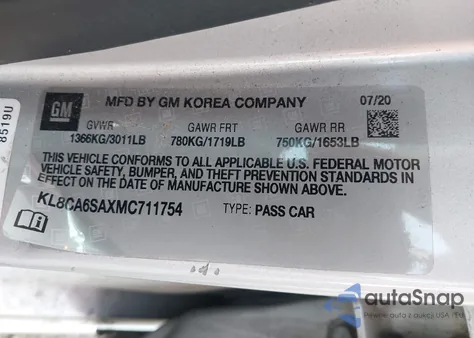 GM
MFD BY GM KOREA COMPANY
07/20
GVWR GAWR FRT GAWR RR
1366KG/3011LB 780KG/1719LB 750KG/1653LB
THIS VEHICLE CONFORMS TO ALL APPLICABLE U.S. FEDERAL MOTOR
VEHICLE SAFETY, BUMPER, AND THEFT PREVENTION STANDARDS
IN EFFECT ON THE DATE OF MANUFACTURE SHOWN ABOVE.
KL8CA6SAXMC711754 TYPE: PASS CAR
8519U
autoSnap